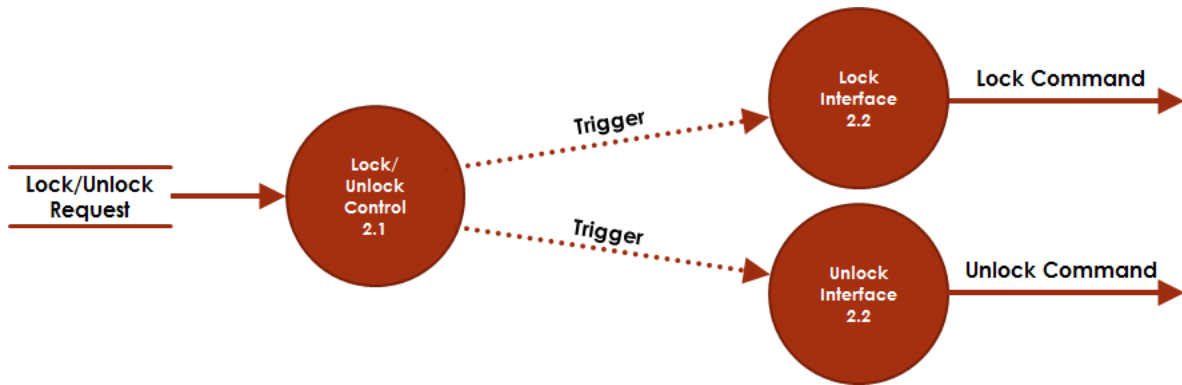 Lock/Unlock
Request
Lock/
Unlock
Control
2.1
Trigger
Trigger
Lock
Interface
2.2
Lock Command
Unlock
Interface
2.2
Unlock Command